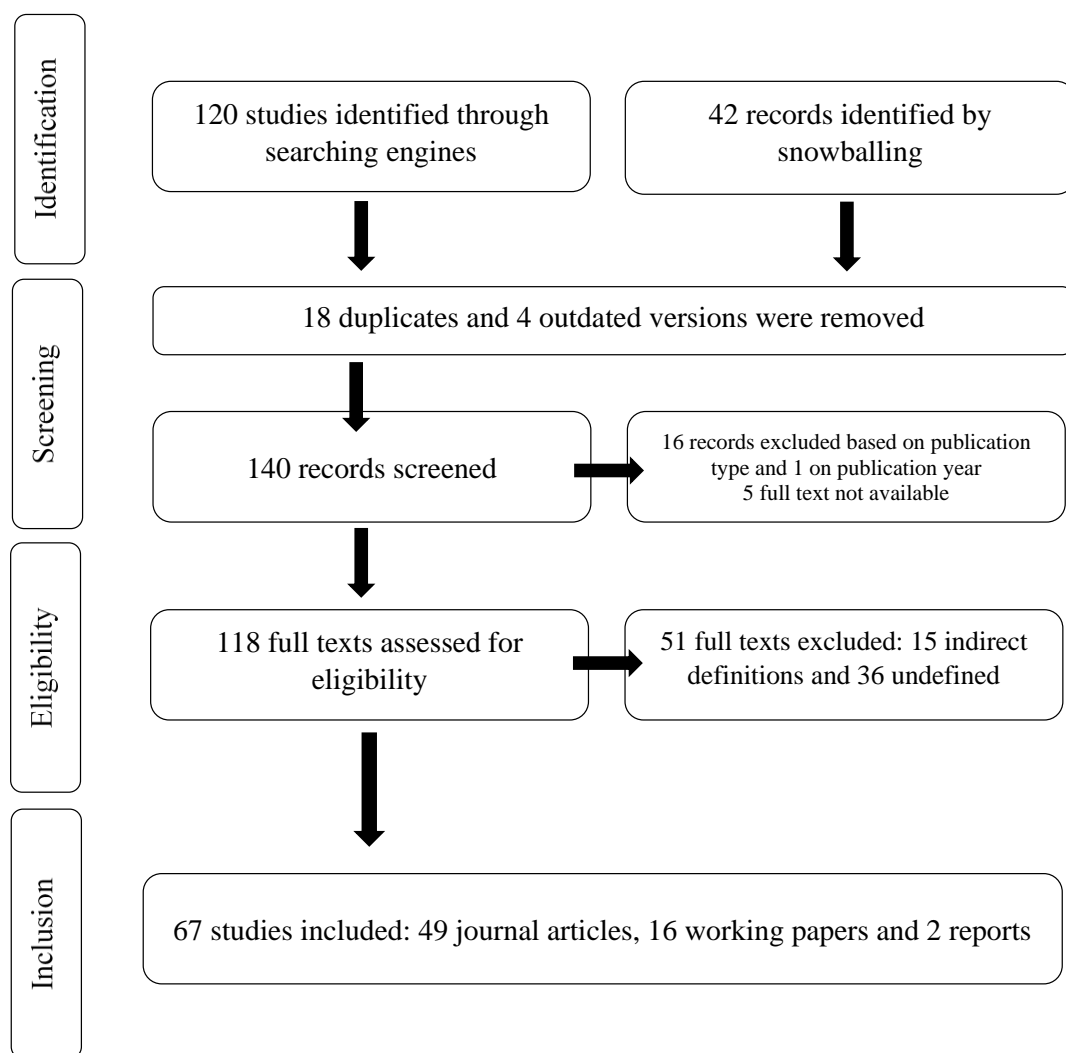 Identification
120 studies identified through
searching engines
42 records identified by
snowballing
Screening
18 duplicates and 4 outdated versions were removed
140 records screened
16 records excluded based on publication
type and 1 on publication year
5 full text not available
Eligibility
118 full texts assessed for
eligibility
51 full texts excluded: 15 indirect
definitions and 36 undefined
Inclusion
67 studies included: 49 journal articles, 16 working papers and 2 reports